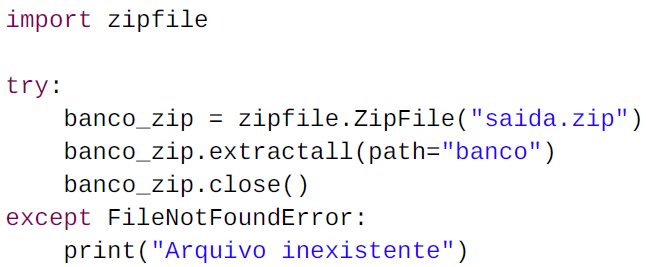 import zipfile

try:
    banco_zip = zipfile.ZipFile("saida.zip")
    banco_zip.extractall(path="banco")
    banco_zip.close()
except FileNotFoundError:
    print("Arquivo inexistente")